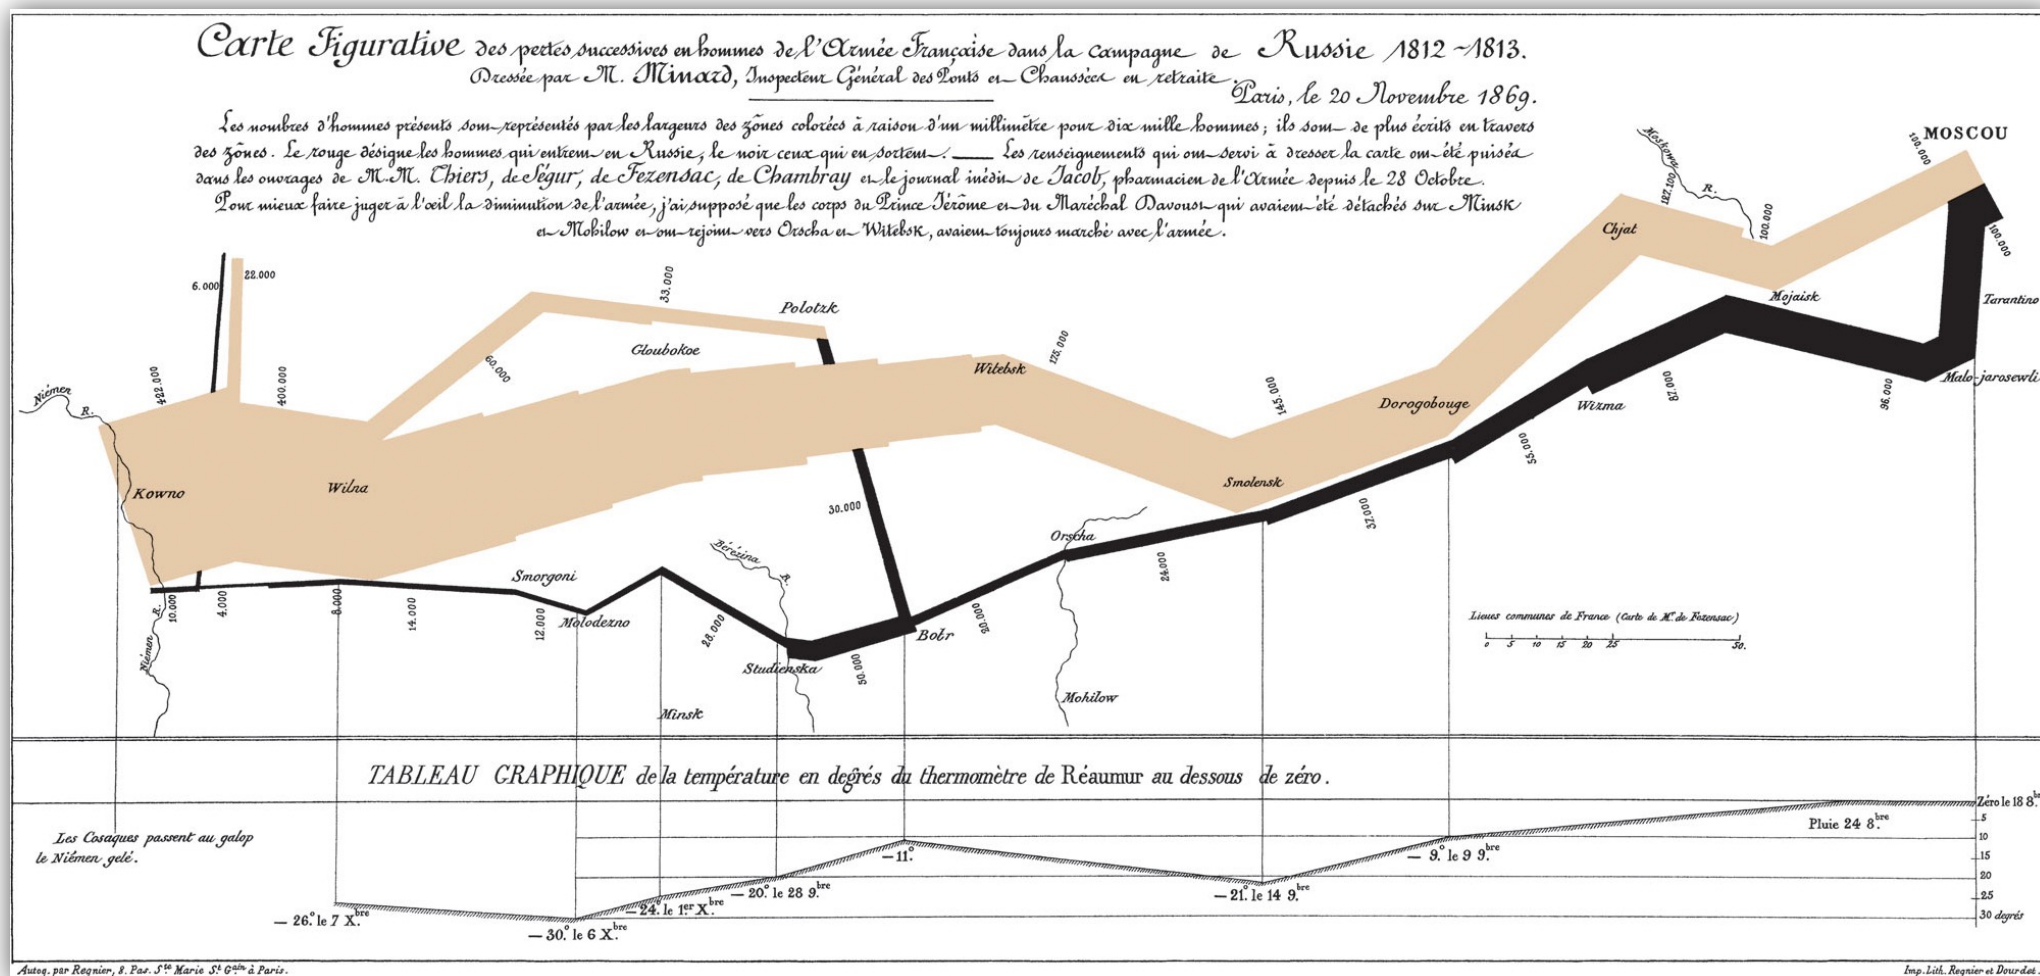 Carte Figurative des pertes successives en hommes de l'Armée Française dans la campagne de Russie 1812~1813.
Dressée par M. Minard, Inspecteur Général des Ponts et Chaussées en retraite.
Paris, le 20 Novembre 1869.
Les nombres d'hommes présents sont représentés par les largeurs des zônes colorées à raison d'un millimètre pour dix mille hommes; ils sont de plus écrits en travers
des zônes. Le rouge désigne les hommes qui entrent en Russie, le noir ceux qui en sortent. — Les renseignements qui ont servi à dresser la carte ont été puisés
dans les ouvrages de M.M. Thiers, de Ségur, de Fezensac, de Chambray et le journal inédit de Jacob, pharmacien de l'Armée depuis le 28 Octobre.
Pour mieux faire juger à l'œil la diminution de l'armée, j'ai supposé que les corps du Prince Jérôme et du Maréchal Davoust qui avaient été détachés sur Minsk
et Mohilow et ont rejoint vers Orscha et Witebsk, avaient toujours marché avec l'armée.
MOSCOU
100.000
Moskowa R.
127.100
100.000
Chjat
100.000
Mojaisk
Tarantino
Malo-jarosewli
6.000
22.000
33.000
Polotzk
Gloubokoe
60.000
175.000
Witebsk
422.000
400.000
Niémen R.
145.000
Dorogobouge
Wizma
87.000
96.000
55.000
Kowno
Wilna
Smolensk
30.000
37.000
Orscha
24.000
Bérézina R.
Smorgoni
Molodezno
10.000
4.000
8.000
14.000
12.000
28.000
20.000
Bobr
50.000
Studienska
Niémen R.
Minsk
Mohilow
Lieues communes de France (Carte de M. de Fezensac)
0 5 10 15 20 25 50.
TABLEAU GRAPHIQUE de la température en degrés du thermomètre de Réaumur au dessous de zéro.
Les Cosaques passent au galop
le Niémen gelé.
Zéro le 18 8.bre
Pluie 24 8.bre
5
10
15
20
25
30 degrés
— 9.° le 9 9.bre
— 21.° le 14 9.bre
— 11.°
— 20.° le 28 9.bre
— 24.° le 1.er X.bre
— 30.° le 6 X.bre
— 26.° le 7 X.bre
Autog. par Regnier, 8. Pas. S.te Marie S.t G.ain à Paris.
Imp. Lith. Regnier et Dourdet